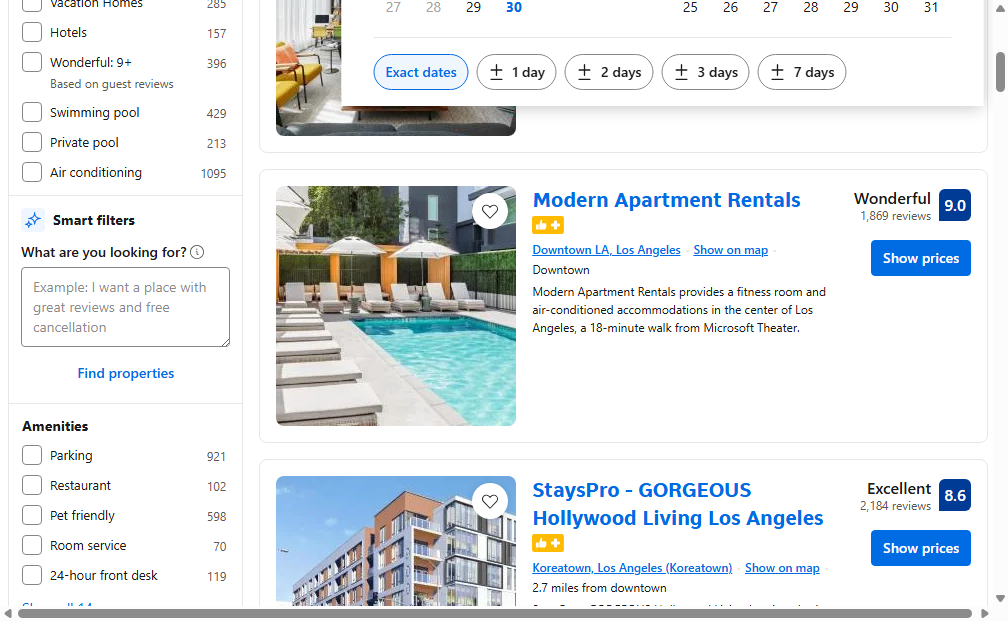 Vacation Homes 285
Hotels 157
Wonderful: 9+ 396
Based on guest reviews
Swimming pool 429
Private pool 213
Air conditioning 1095
Smart filters
What are you looking for?
Example: I want a place with
great reviews and free
cancellation
Find properties
Amenities
Parking 921
Restaurant 102
Pet friendly 598
Room service 70
24-hour front desk 119
27 28 29 30
25 26 27 28 29 30 31
Exact dates
± 1 day
± 2 days
± 3 days
± 7 days
Modern Apartment Rentals
Downtown LA, Los Angeles · Show on map ·
Downtown
Modern Apartment Rentals provides a fitness room and
air-conditioned accommodations in the center of Los
Angeles, a 18-minute walk from Microsoft Theater.
Wonderful
1,869 reviews
9.0
Show prices
StaysPro - GORGEOUS
Hollywood Living Los Angeles
Koreatown, Los Angeles (Koreatown) · Show on map ·
2.7 miles from downtown
Excellent
2,184 reviews
8.6
Show prices